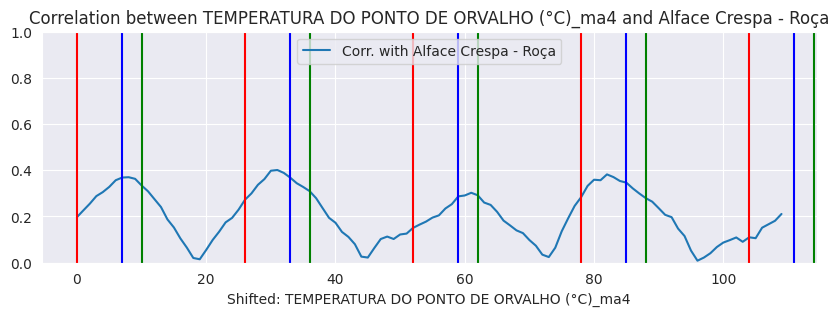 Correlation between TEMPERATURA DO PONTO DE ORVALHO (°C)_ma4 and Alface Crespa - Roça
1.0
Corr. with Alface Crespa - Roça
0.8
0.6
0.4
0.2
0.0
0 20 40 60 80 100
Shifted: TEMPERATURA DO PONTO DE ORVALHO (°C)_ma4